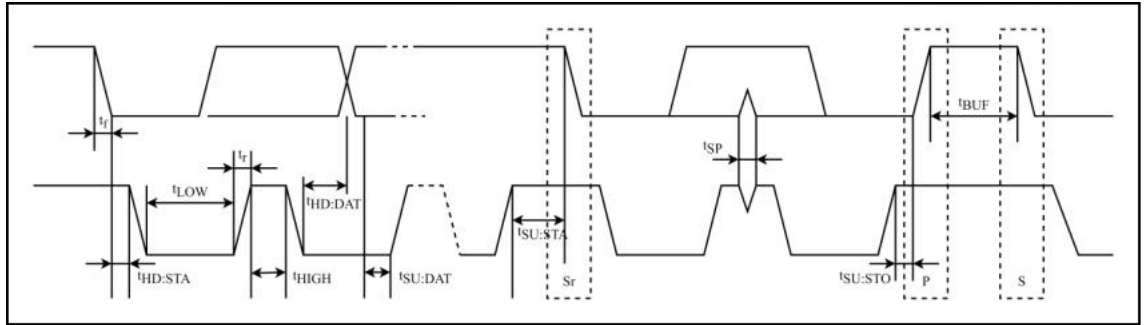 tf
tBUF
tr
tSP
tLOW
tHD:DAT
tSU:STA
tHD:STA
tHIGH
tSU:DAT
Sr
tSU:STO
P
S